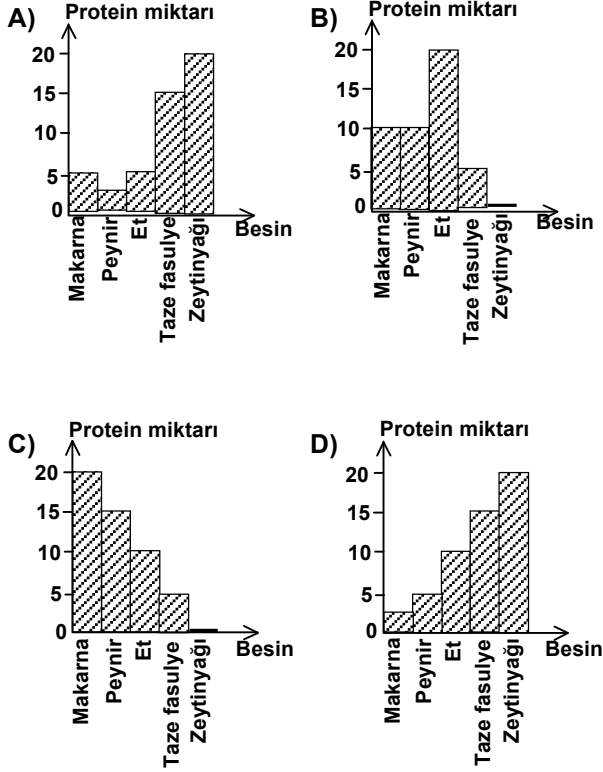 A)
Protein miktarı
20
15
10
5
0
Makarna
Peynir
Et
Taze fasulye
Zeytinyağı
Besin
B)
Protein miktarı
20
15
10
5
0
Makarna
Peynir
Et
Taze fasulye
Zeytinyağı
Besin
C)
Protein miktarı
20
15
10
5
0
Makarna
Peynir
Et
Taze fasulye
Zeytinyağı
Besin
D)
Protein miktarı
20
15
10
5
0
Makarna
Peynir
Et
Taze fasulye
Zeytinyağı
Besin